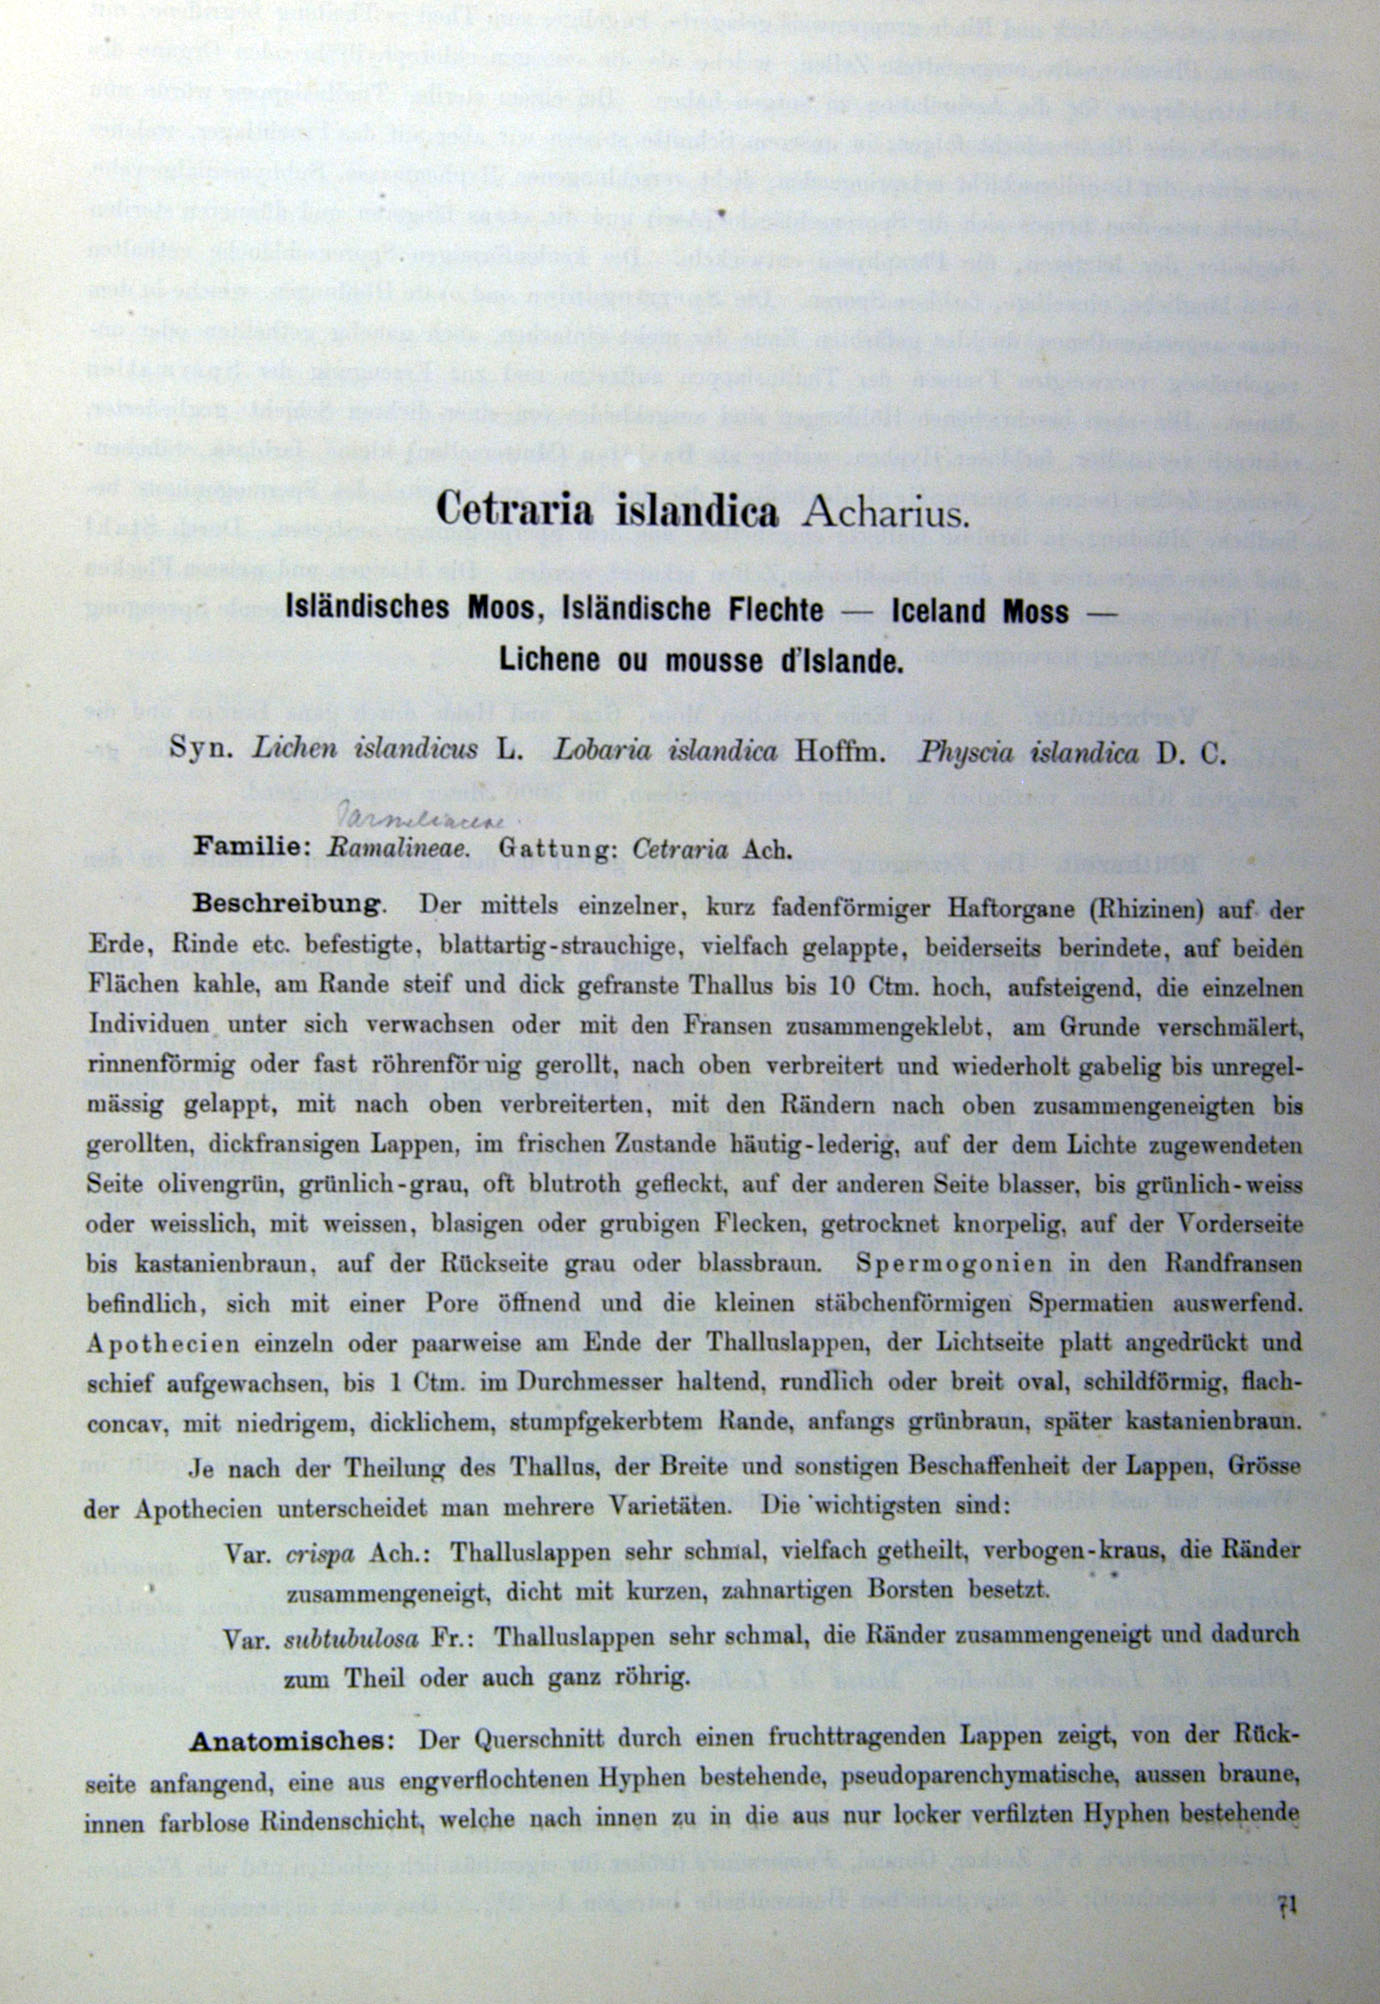 Cetraria islandica Acharius.
Isländisches Moos, Isländische Flechte — Iceland Moss —
Lichene ou mousse d'Islande.
Syn. Lichen islandicus L. Lobaria islandica Hoffm. Physcia islandica D. C.
Parmeliaceae.
Familie: Ramalineae. Gattung: Cetraria Ach.
Beschreibung. Der mittels einzelner, kurz fadenförmiger Haftorgane (Rhizinen) auf der
Erde, Rinde etc. befestigte, blattartig-strauchige, vielfach gelappte, beiderseits berindete, auf beiden
Flächen kahle, am Rande steif und dick gefranste Thallus bis 10 Ctm. hoch, aufsteigend, die einzelnen
Individuen unter sich verwachsen oder mit den Fransen zusammengeklebt, am Grunde verschmälert,
rinnenförmig oder fast röhrenförmig gerollt, nach oben verbreitert und wiederholt gabelig bis unregel-
mässig gelappt, mit nach oben verbreiterten, mit den Rändern nach oben zusammengeneigten bis
gerollten, dickfransigen Lappen, im frischen Zustande häutig-lederig, auf der dem Lichte zugewendeten
Seite olivengrün, grünlich-grau, oft blutroth gefleckt, auf der anderen Seite blasser, bis grünlich-weiss
oder weisslich, mit weissen, blasigen oder grubigen Flecken, getrocknet knorpelig, auf der Vorderseite
bis kastanienbraun, auf der Rückseite grau oder blassbraun. Spermogonien in den Randfransen
befindlich, sich mit einer Pore öffnend und die kleinen stäbchenförmigen Spermatien auswerfend.
Apothecien einzeln oder paarweise am Ende der Thalluslappen, der Lichtseite platt angedrückt und
schief aufgewachsen, bis 1 Ctm. im Durchmesser haltend, rundlich oder breit oval, schildförmig, flach-
concav, mit niedrigem, dicklichem, stumpfgekerbtem Rande, anfangs grünbraun, später kastanienbraun.
Je nach der Theilung des Thallus, der Breite und sonstigen Beschaffenheit der Lappen, Grösse
der Apothecien unterscheidet man mehrere Varietäten. Die wichtigsten sind:
Var. crispa Ach.: Thalluslappen sehr schmal, vielfach getheilt, verbogen-kraus, die Ränder
zusammengeneigt, dicht mit kurzen, zahnartigen Borsten besetzt.
Var. subtubulosa Fr.: Thalluslappen sehr schmal, die Ränder zusammengeneigt und dadurch
zum Theil oder auch ganz röhrig.
Anatomisches: Der Querschnitt durch einen fruchttragenden Lappen zeigt, von der Rück-
seite anfangend, eine aus engverflochtenen Hyphen bestehende, pseudoparenchymatische, aussen braune,
innen farblose Rindenschicht, welche nach innen zu in die aus nur locker verfilzten Hyphen bestehende
71